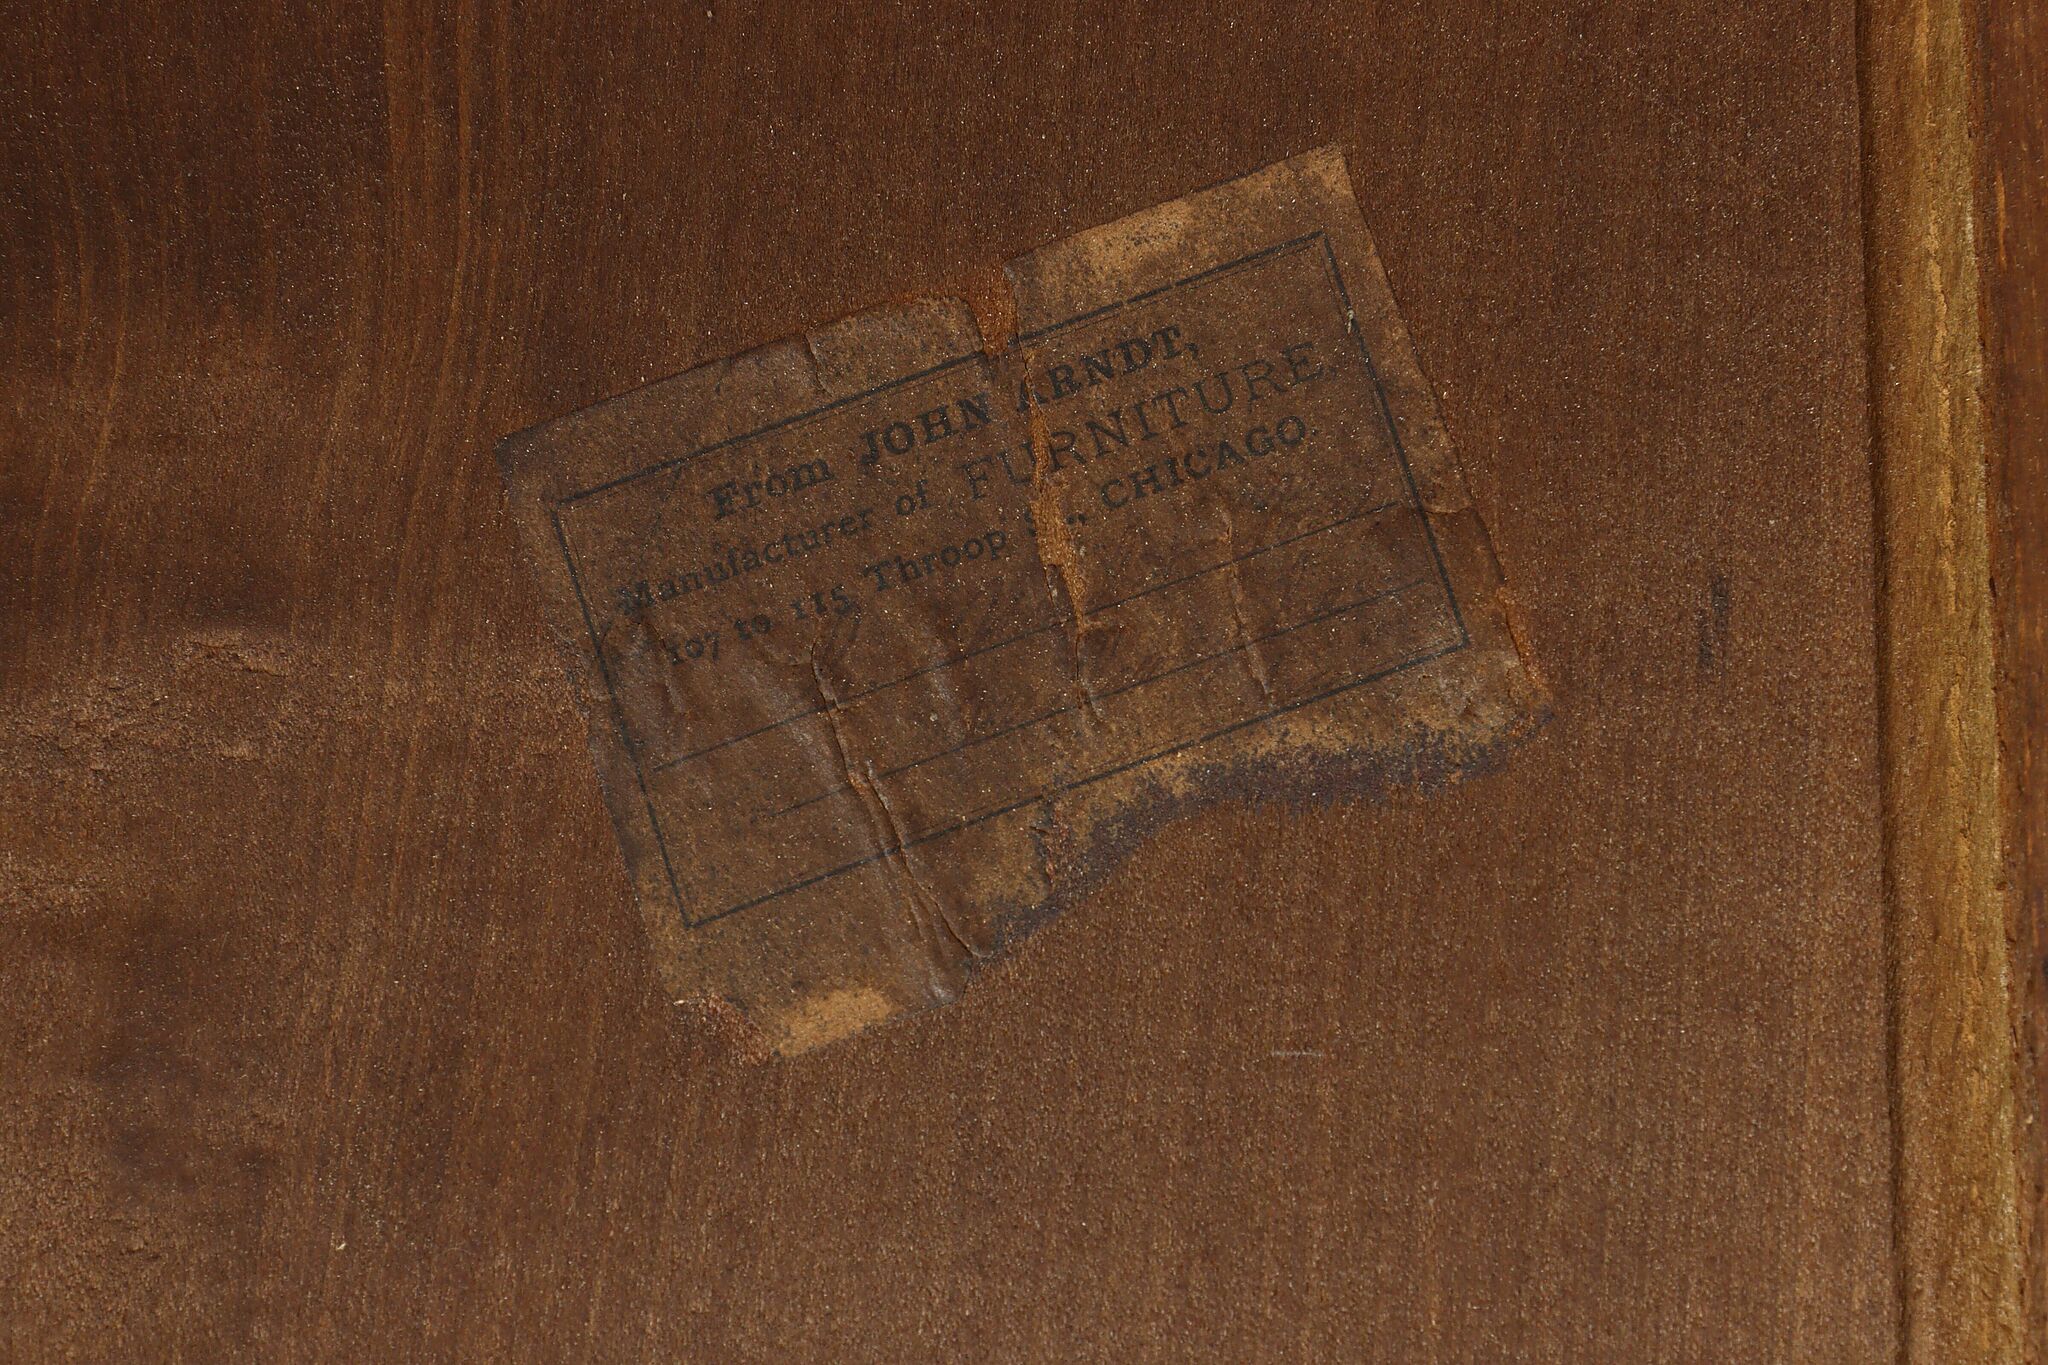 From JOHN ARNDT,
Manufacturer of FURNITURE,
107 to 115 Throop St., CHICAGO.